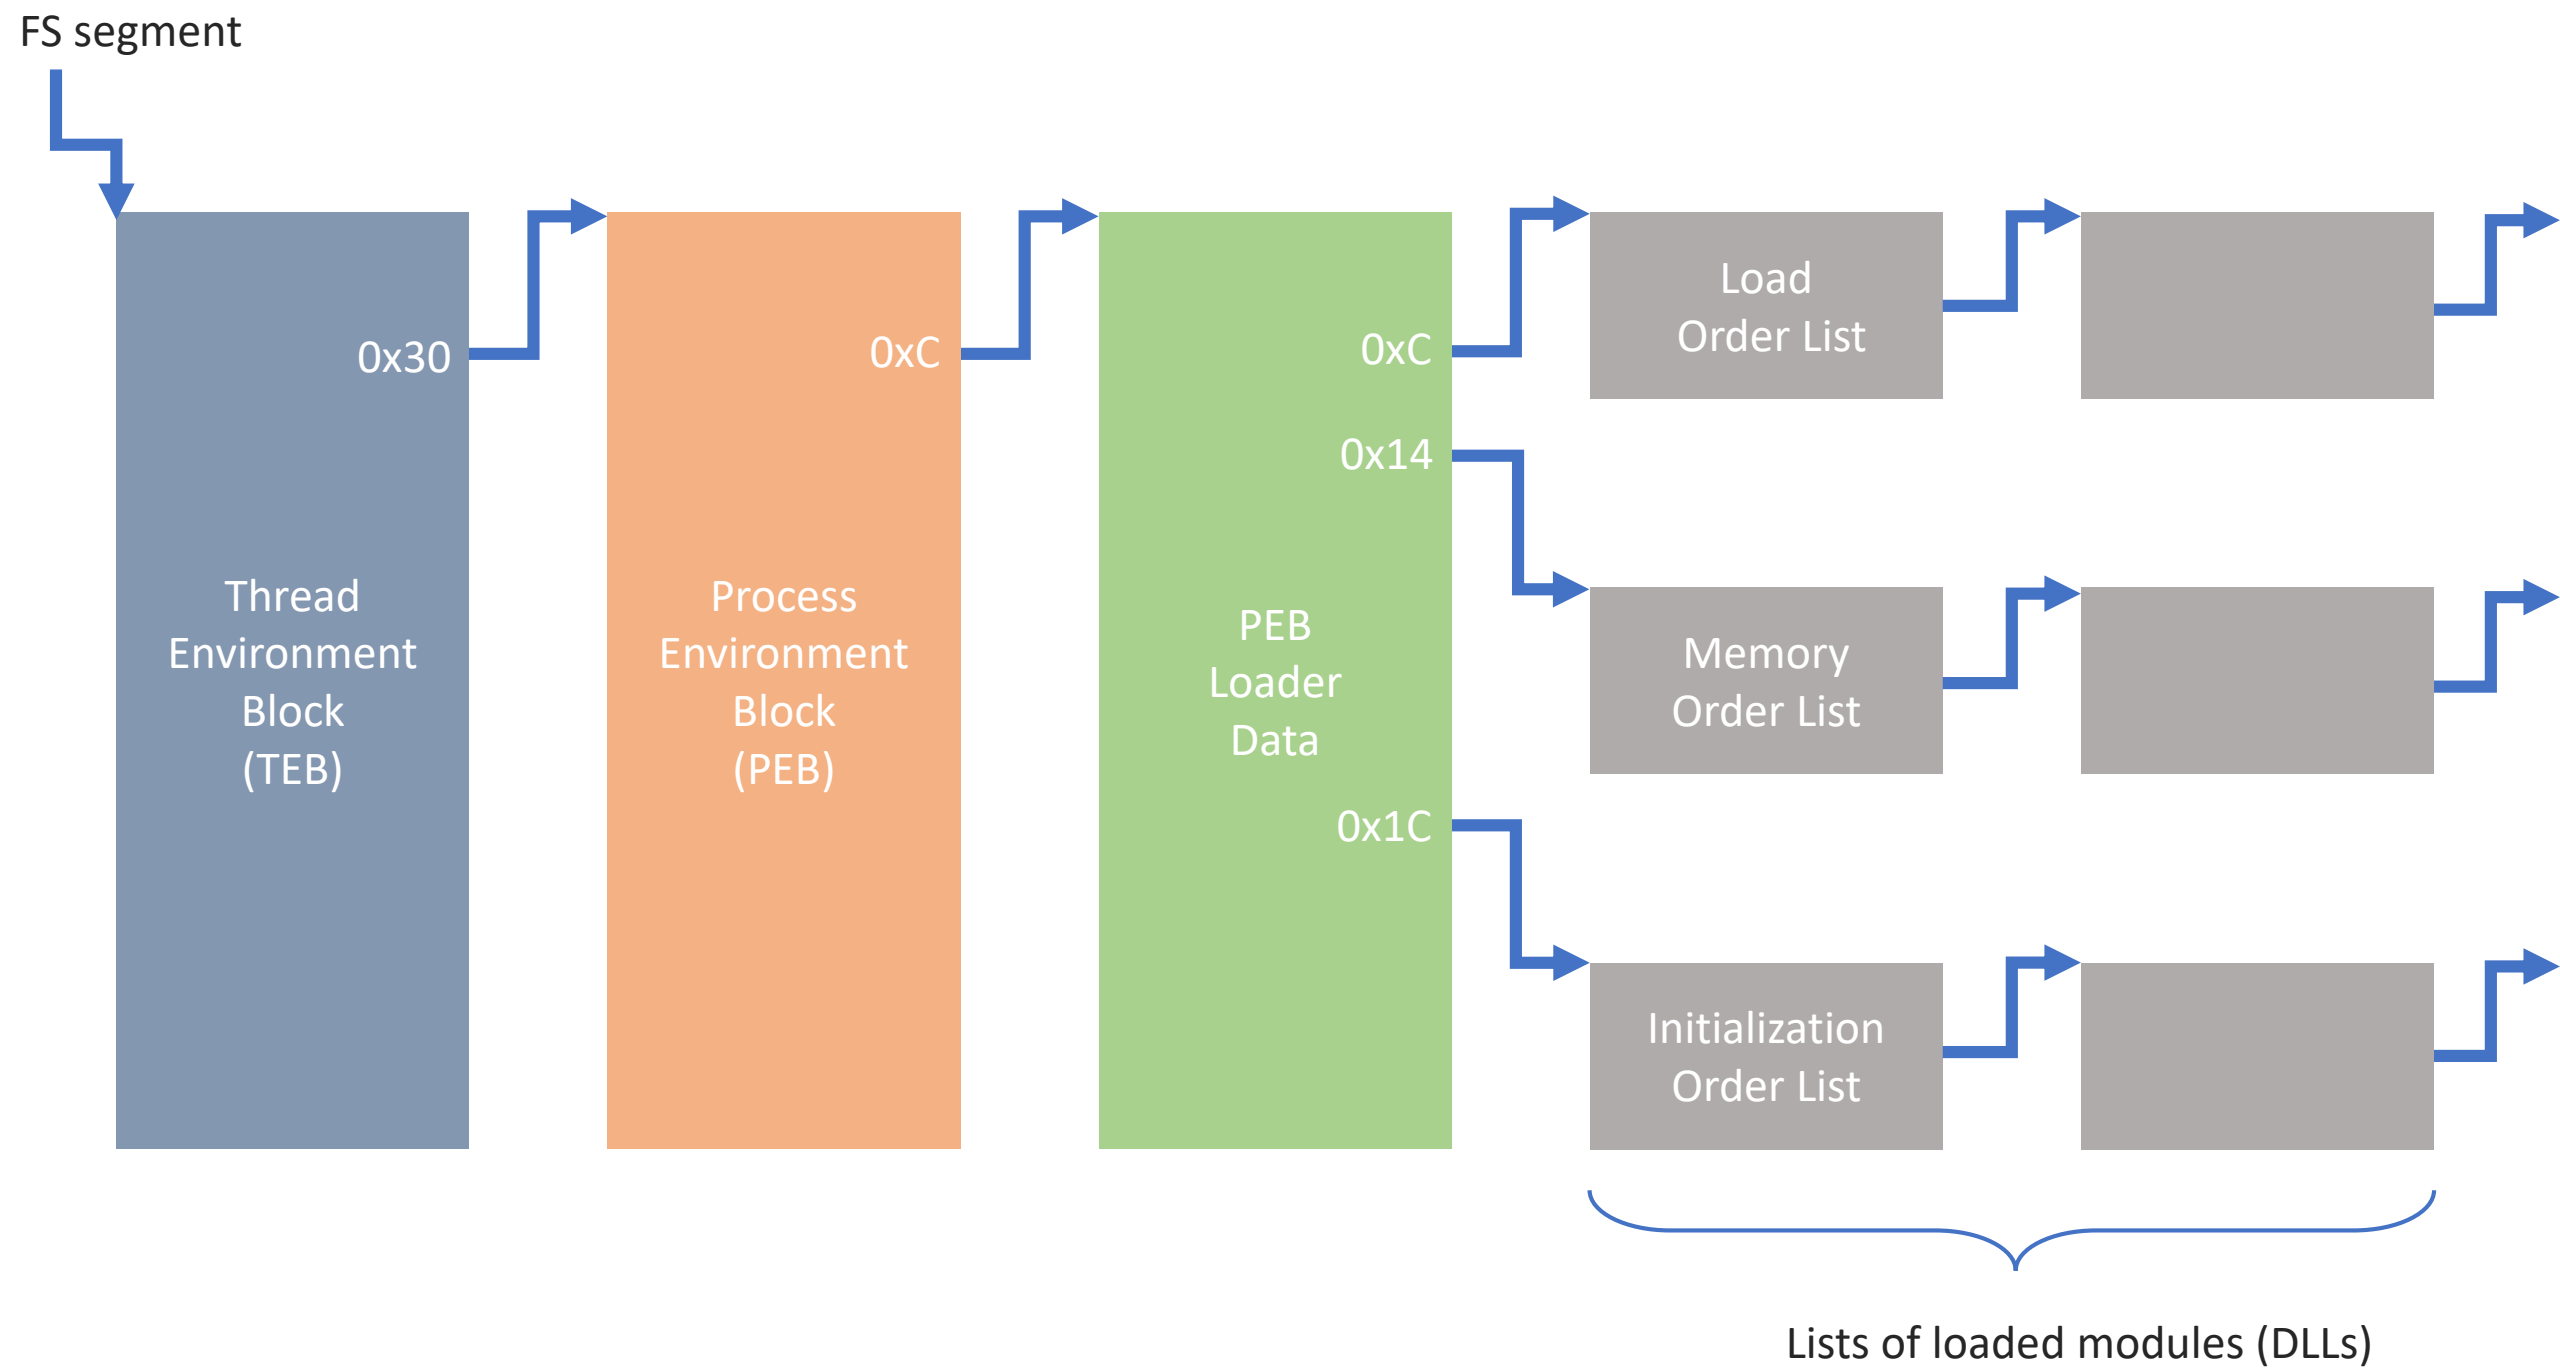 FS segment
0x30
Thread
Environment
Block
(TEB)
0xC
Process
Environment
Block
(PEB)
0xC
0x14
PEB
Loader
Data
0x1C
Load
Order List
Memory
Order List
Initialization
Order List
Lists of loaded modules (DLLs)